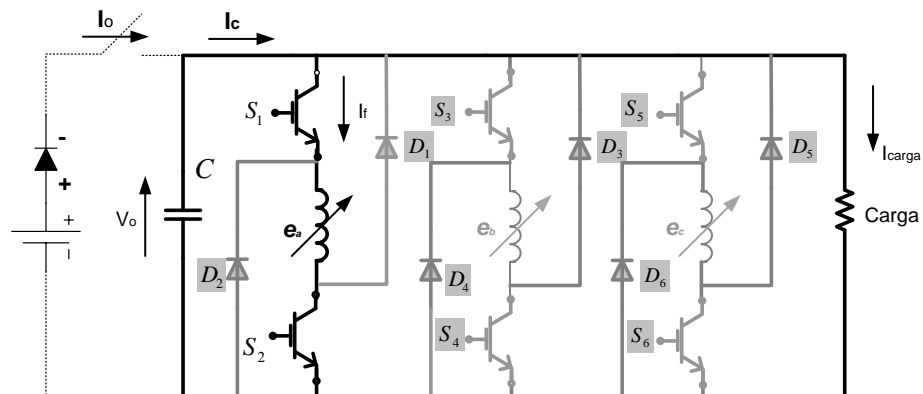 Io
Ic
S1
If
D1
S3
D3
S5
D5
Icarga
C
-
+
Vo
+
−
ea
eb
ec
Carga
D2
D4
D6
S2
S4
S6